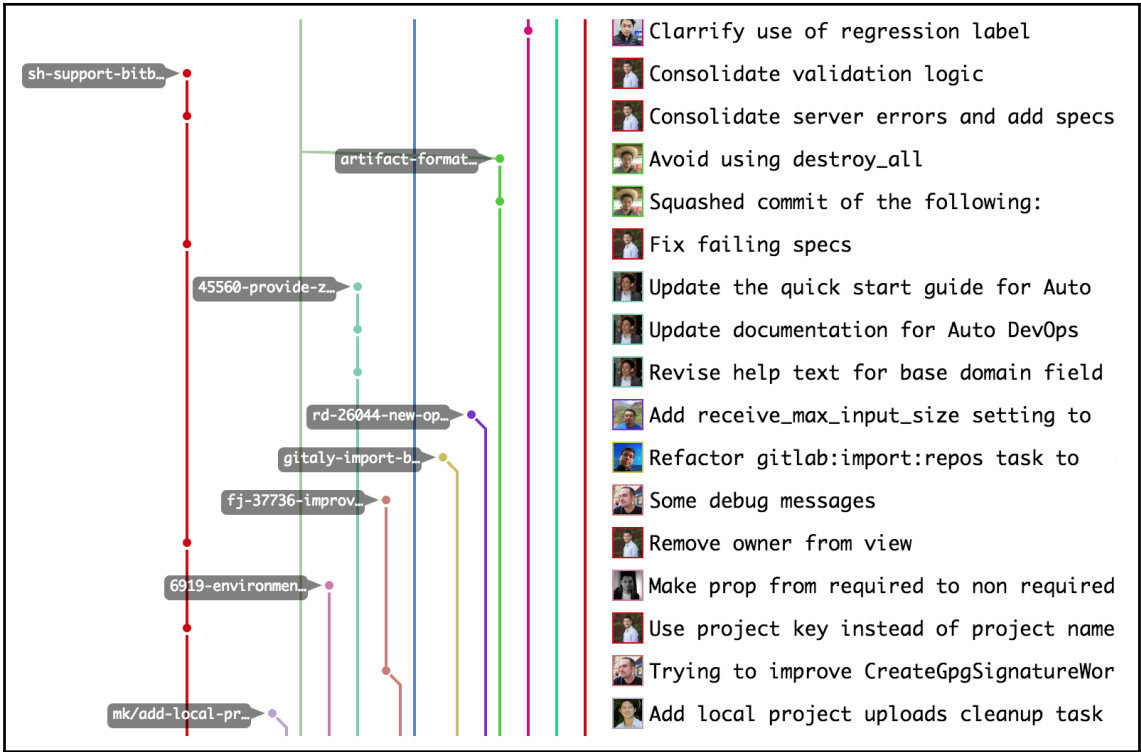 Clarrify use of regression label
sh-support-bitb…
Consolidate validation logic
Consolidate server errors and add specs
artifact-format…
Avoid using destroy_all
Squashed commit of the following:
Fix failing specs
45560-provide-z…
Update the quick start guide for Auto
Update documentation for Auto DevOps
Revise help text for base domain field
rd-26044-new-op…
Add receive_max_input_size setting to
gitaly-import-b…
Refactor gitlab:import:repos task to
fj-37736-improv…
Some debug messages
Remove owner from view
6919-environmen…
Make prop from required to non required
Use project key instead of project name
Trying to improve CreateGpgSignatureWor
mk/add-local-pr…
Add local project uploads cleanup task